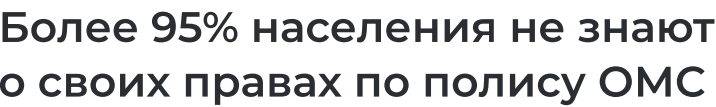 Более 95% населения не знают
о своих правах по полису ОМС